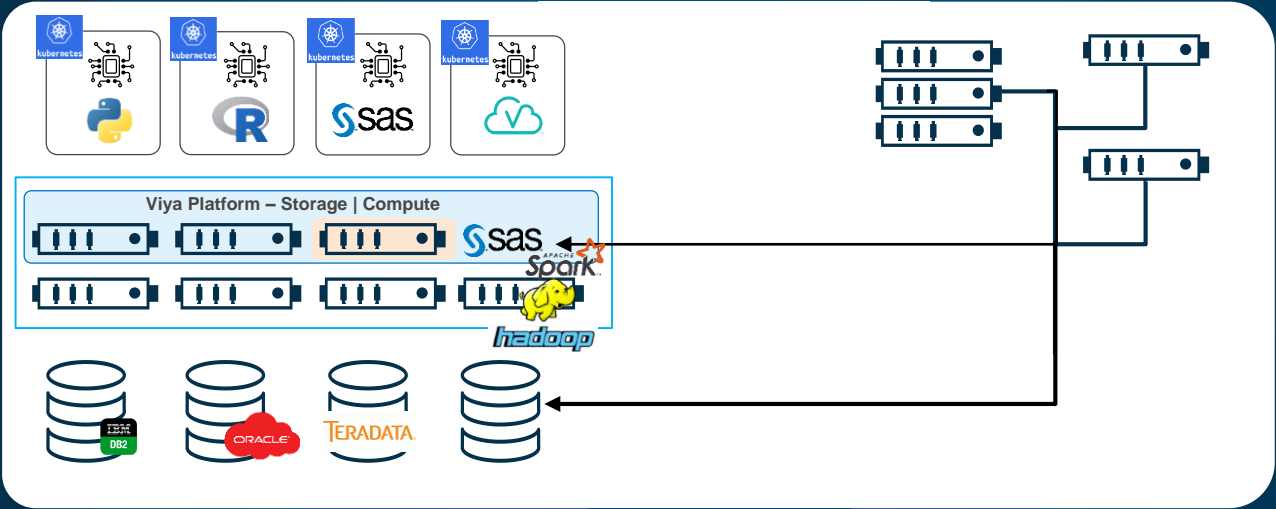 kubernetes
kubernetes
kubernetes
kubernetes
R
sas
V
Viya Platform – Storage | Compute
sas
APACHE
Spark
hadoop
IBM
DB2
ORACLE
TERADATA